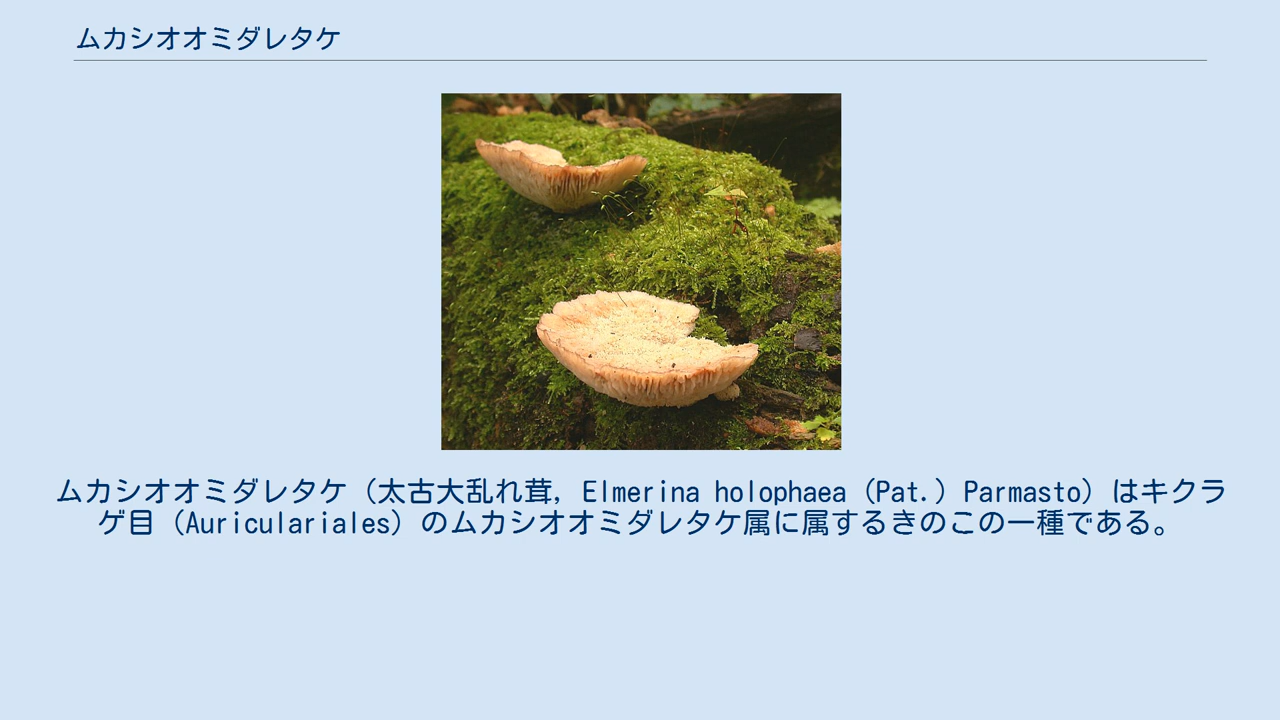 ムカシオオミダレタケ
ムカシオオミダレタケ（太古大乱れ茸，Elmerina holophaea（Pat.）Parmasto）はキクラ
ゲ目（Auriculariales）のムカシオオミダレタケ属に属するきのこの一種である。